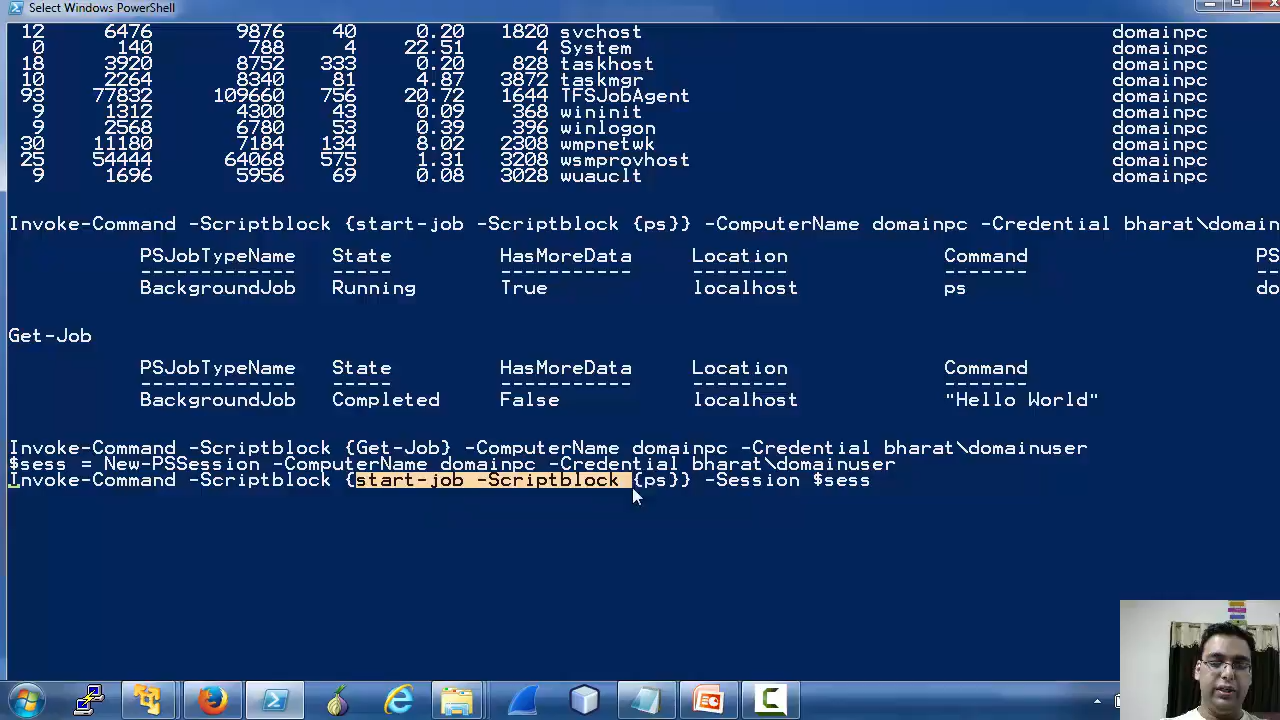 Select Windows PowerShell
12 6476 9876 40 0.20 1820 svchost domainpc
0 140 788 4 22.51 4 System domainpc
18 3920 8752 333 0.20 828 taskhost domainpc
10 2264 8340 81 4.87 3872 taskmgr domainpc
93 77832 109660 756 20.72 1644 TFSJobAgent domainpc
9 1312 4300 43 0.09 368 wininit domainpc
9 2568 6780 53 0.39 396 winlogon domainpc
30 11180 7184 134 8.02 2308 wmpnetwk domainpc
25 54444 64068 575 1.31 3208 wsmprovhost domainpc
9 1696 5956 69 0.08 3028 wuauclt domainpc
Invoke-Command -Scriptblock {start-job -Scriptblock {ps}} -ComputerName domainpc -Credential bharat\domain
PSJobTypeName State HasMoreData Location Command PS
------------- ----- ----------- -------- ------- --
BackgroundJob Running True localhost ps do
Get-Job
PSJobTypeName State HasMoreData Location Command
------------- ----- ----------- -------- -------
BackgroundJob Completed False localhost "Hello World"
Invoke-Command -Scriptblock {Get-Job} -ComputerName domainpc -Credential bharat\domainuser
$sess = New-PSSession -ComputerName domainpc -Credential bharat\domainuser
Invoke-Command -Scriptblock {start-job -Scriptblock {ps}} -Session $sess